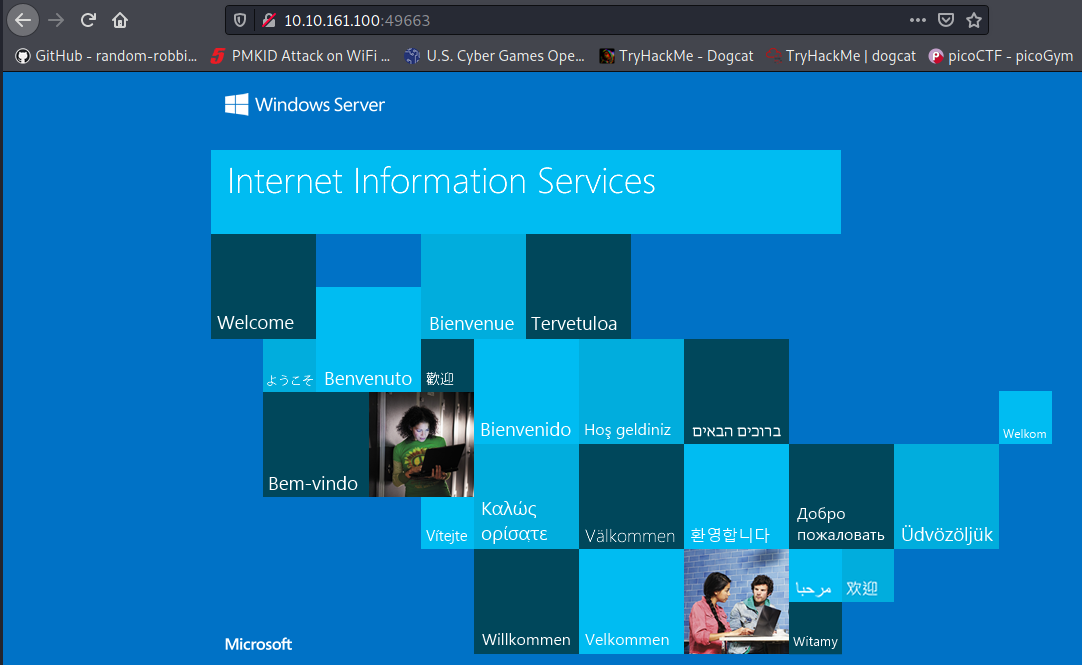 10.10.161.100:49663
GitHub - random-robbi...
PMKID Attack on WiFi ...
U.S. Cyber Games Ope...
TryHackMe - Dogcat
TryHackMe | dogcat
picoCTF - picoGym
Windows Server
Internet Information Services
Welcome
Bienvenue
Tervetuloa
ようこそ
Benvenuto
歡迎
Bienvenido
Hoş geldiniz
ברוכים הבאים
Welkom
Bem-vindo
Vítejte
Καλώς
ορίσατε
Välkommen
환영합니다
Добро
пожаловать
Üdvözöljük
Willkommen
Velkommen
مرحبا
欢迎
Witamy
Microsoft